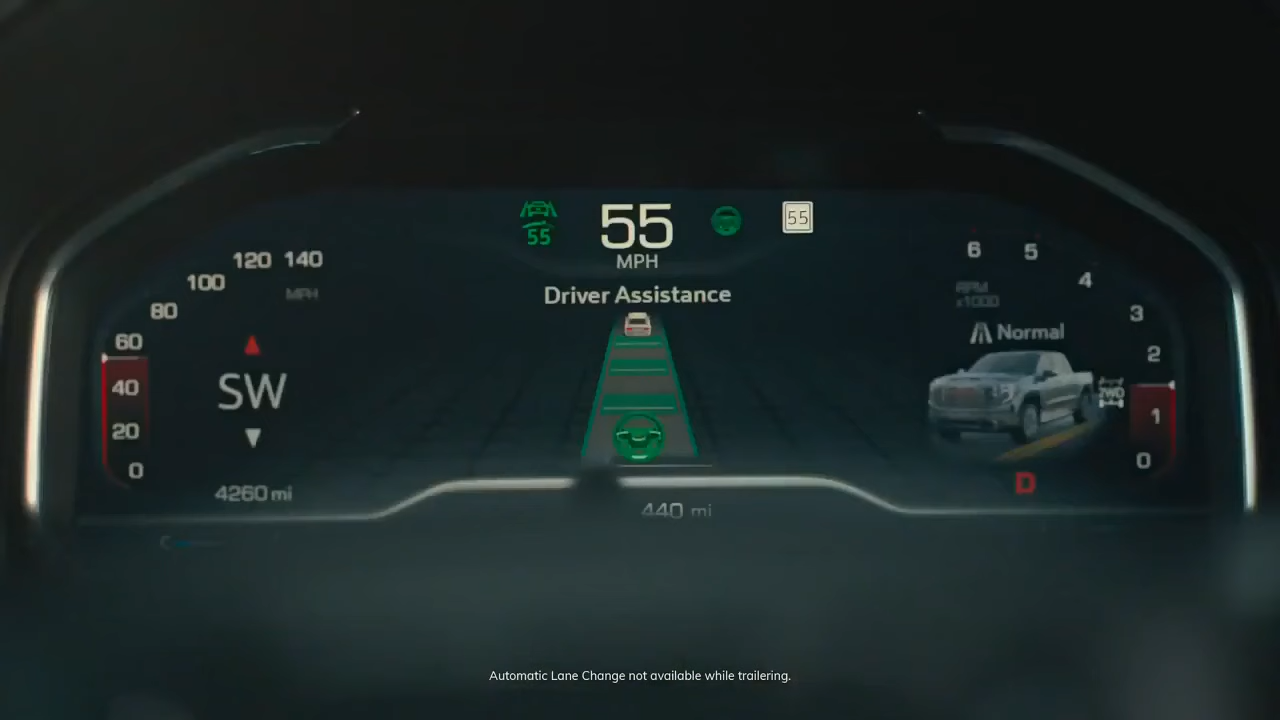 55
55
MPH
55
Driver Assistance
140
120
100
80
60
40
20
0
MPH
SW
4260 mi
440 mi
6
5
4
3
2
1
0
RPM
x1000
Normal
2WD
D
C
Automatic Lane Change not available while trailering.